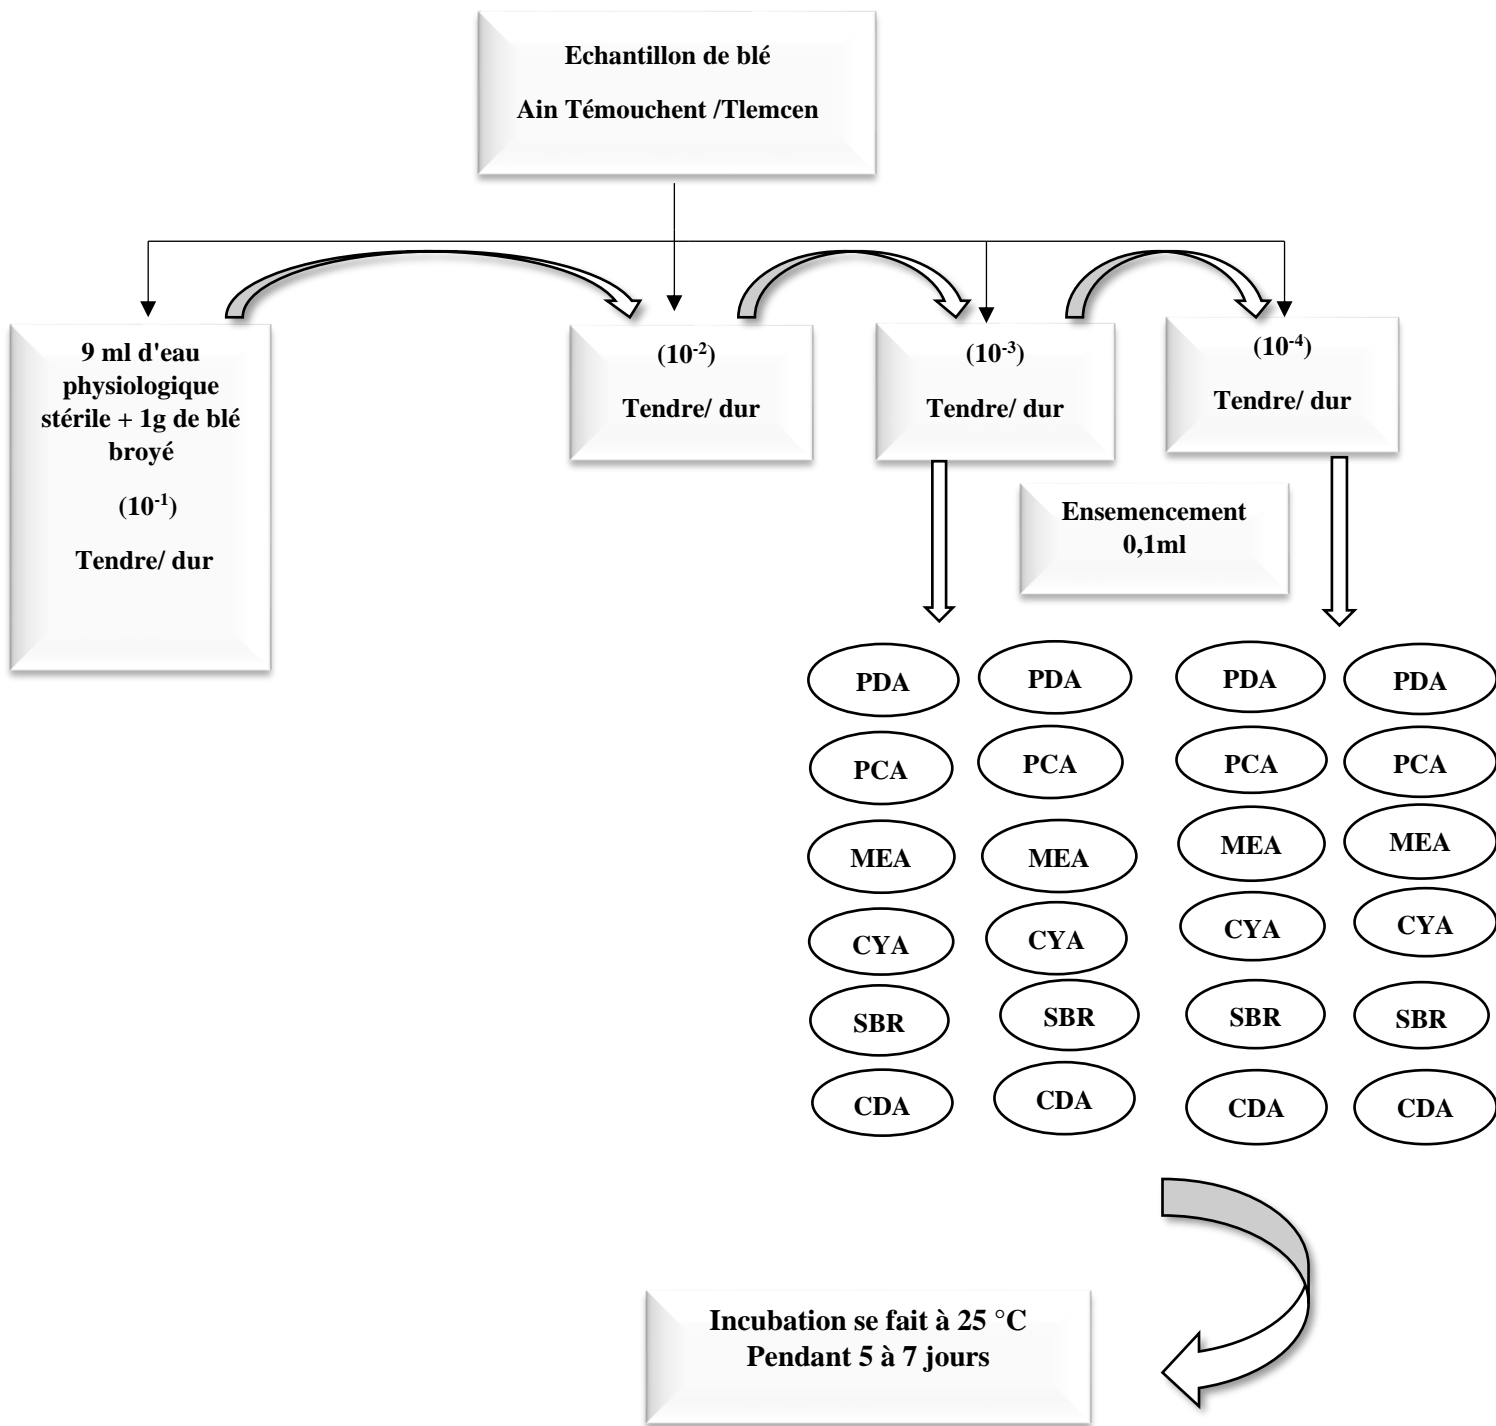 Echantillon de blé
Ain Témouchent /Tlemcen
9 ml d'eau
physiologique
stérile + 1g de blé
broyé
(10⁻¹)
Tendre/ dur
(10⁻²)
Tendre/ dur
(10⁻³)
Tendre/ dur
(10⁻⁴)
Tendre/ dur
Ensemencement
0,1ml
PDA PDA PDA PDA
PCA PCA PCA PCA
MEA MEA MEA MEA
CYA CYA CYA CYA
SBR SBR SBR SBR
CDA CDA CDA CDA
Incubation se fait à 25 °C
Pendant 5 à 7 jours